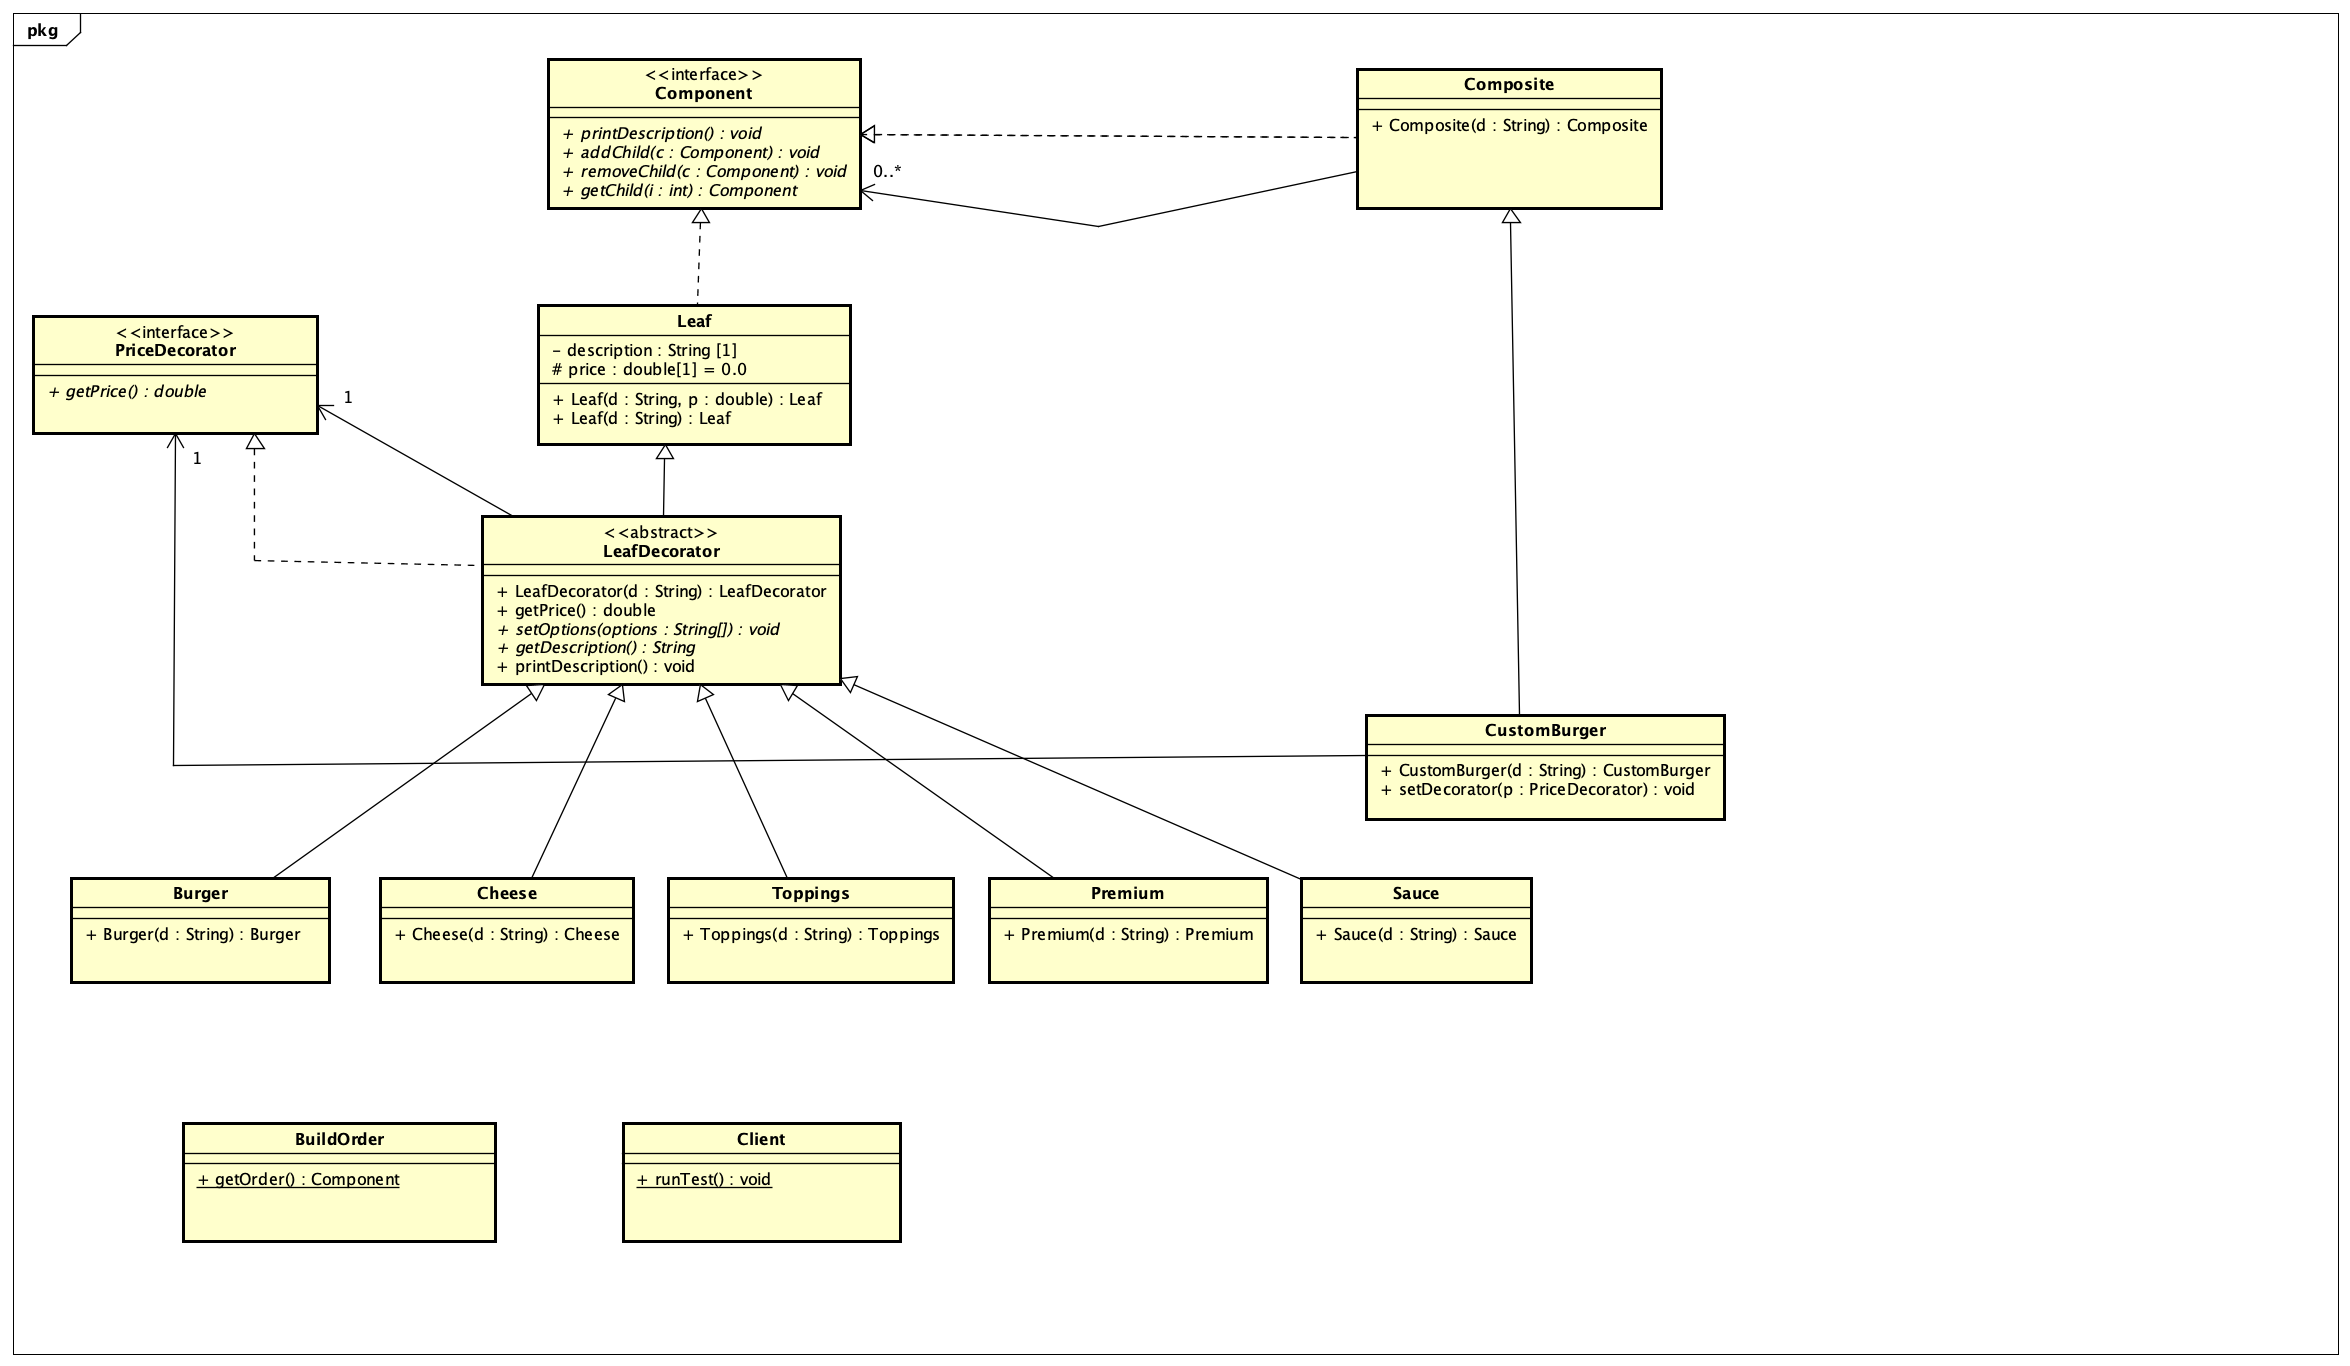 pkg
<<interface>>
Component
+ printDescription() : void
+ addChild(c : Component) : void
+ removeChild(c : Component) : void
+ getChild(i : int) : Component
0..*
Composite
+ Composite(d : String) : Composite
<<interface>>
PriceDecorator
+ getPrice() : double
1
1
Leaf
- description : String [1]
# price : double[1] = 0.0
+ Leaf(d : String, p : double) : Leaf
+ Leaf(d : String) : Leaf
<<abstract>>
LeafDecorator
+ LeafDecorator(d : String) : LeafDecorator
+ getPrice() : double
+ setOptions(options : String[]) : void
+ getDescription() : String
+ printDescription() : void
CustomBurger
+ CustomBurger(d : String) : CustomBurger
+ setDecorator(p : PriceDecorator) : void
Burger
+ Burger(d : String) : Burger
Cheese
+ Cheese(d : String) : Cheese
Toppings
+ Toppings(d : String) : Toppings
Premium
+ Premium(d : String) : Premium
Sauce
+ Sauce(d : String) : Sauce
BuildOrder
+ getOrder() : Component
Client
+ runTest() : void